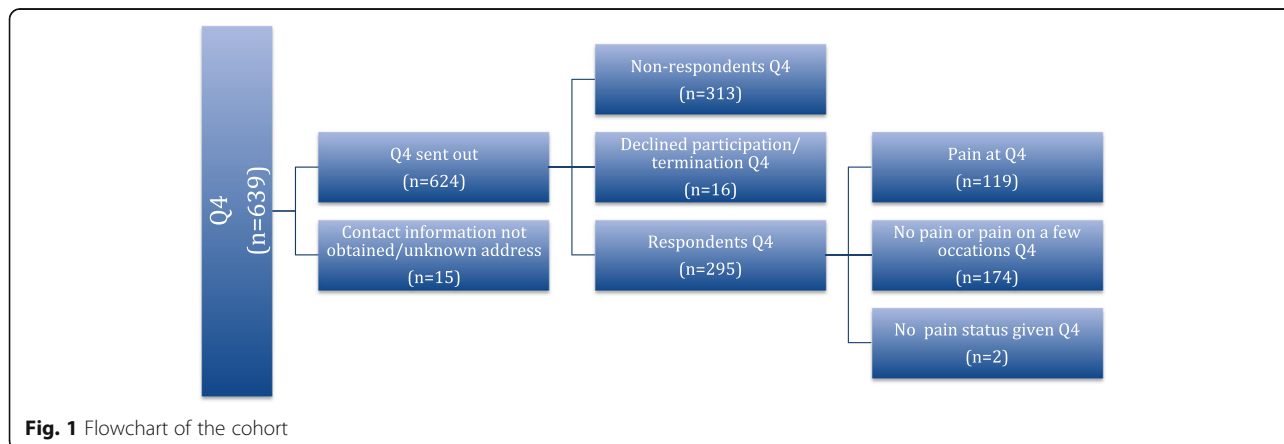 Q4
(n=639)
Q4 sent out
(n=624)
Contact information not
obtained/unknown address
(n=15)
Non-respondents Q4
(n=313)
Declined participation/
termination Q4
(n=16)
Respondents Q4
(n=295)
Pain at Q4
(n=119)
No pain or pain on a few
occations Q4
(n=174)
No pain status given Q4
(n=2)
Fig. 1 Flowchart of the cohort